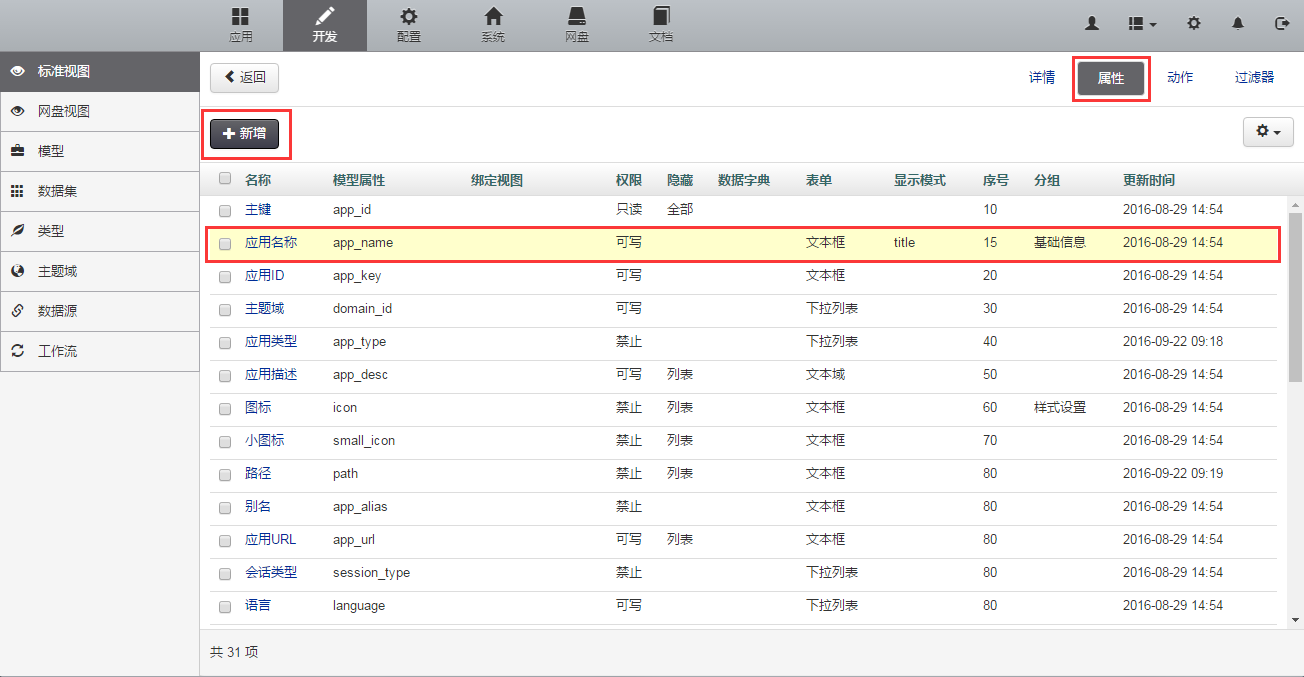 应用 开发 配置 系统 网盘 文档
标准视图
网盘视图
模型
数据集
类型
主题域
数据源
工作流
返回 详情 属性 动作 过滤器
新增
名称 模型属性 绑定视图 权限 隐藏 数据字典 表单 显示模式 序号 分组 更新时间
主键 app_id 只读 全部 10 2016-08-29 14:54
应用名称 app_name 可写 文本框 title 15 基础信息 2016-08-29 14:54
应用ID app_key 可写 文本框 20 2016-08-29 14:54
主题域 domain_id 可写 下拉列表 30 2016-08-29 14:54
应用类型 app_type 禁止 下拉列表 40 2016-09-22 09:18
应用描述 app_desc 可写 列表 文本域 50 2016-08-29 14:54
图标 icon 禁止 列表 文本框 60 样式设置 2016-08-29 14:54
小图标 small_icon 禁止 列表 文本框 70 2016-08-29 14:54
路径 path 禁止 列表 文本框 80 2016-09-22 09:19
别名 app_alias 禁止 文本框 80 2016-08-29 14:54
应用URL app_url 可写 列表 文本框 80 2016-08-29 14:54
会话类型 session_type 禁止 下拉列表 80 2016-08-29 14:54
语言 language 可写 下拉列表 80 2016-08-29 14:54
共 31 项